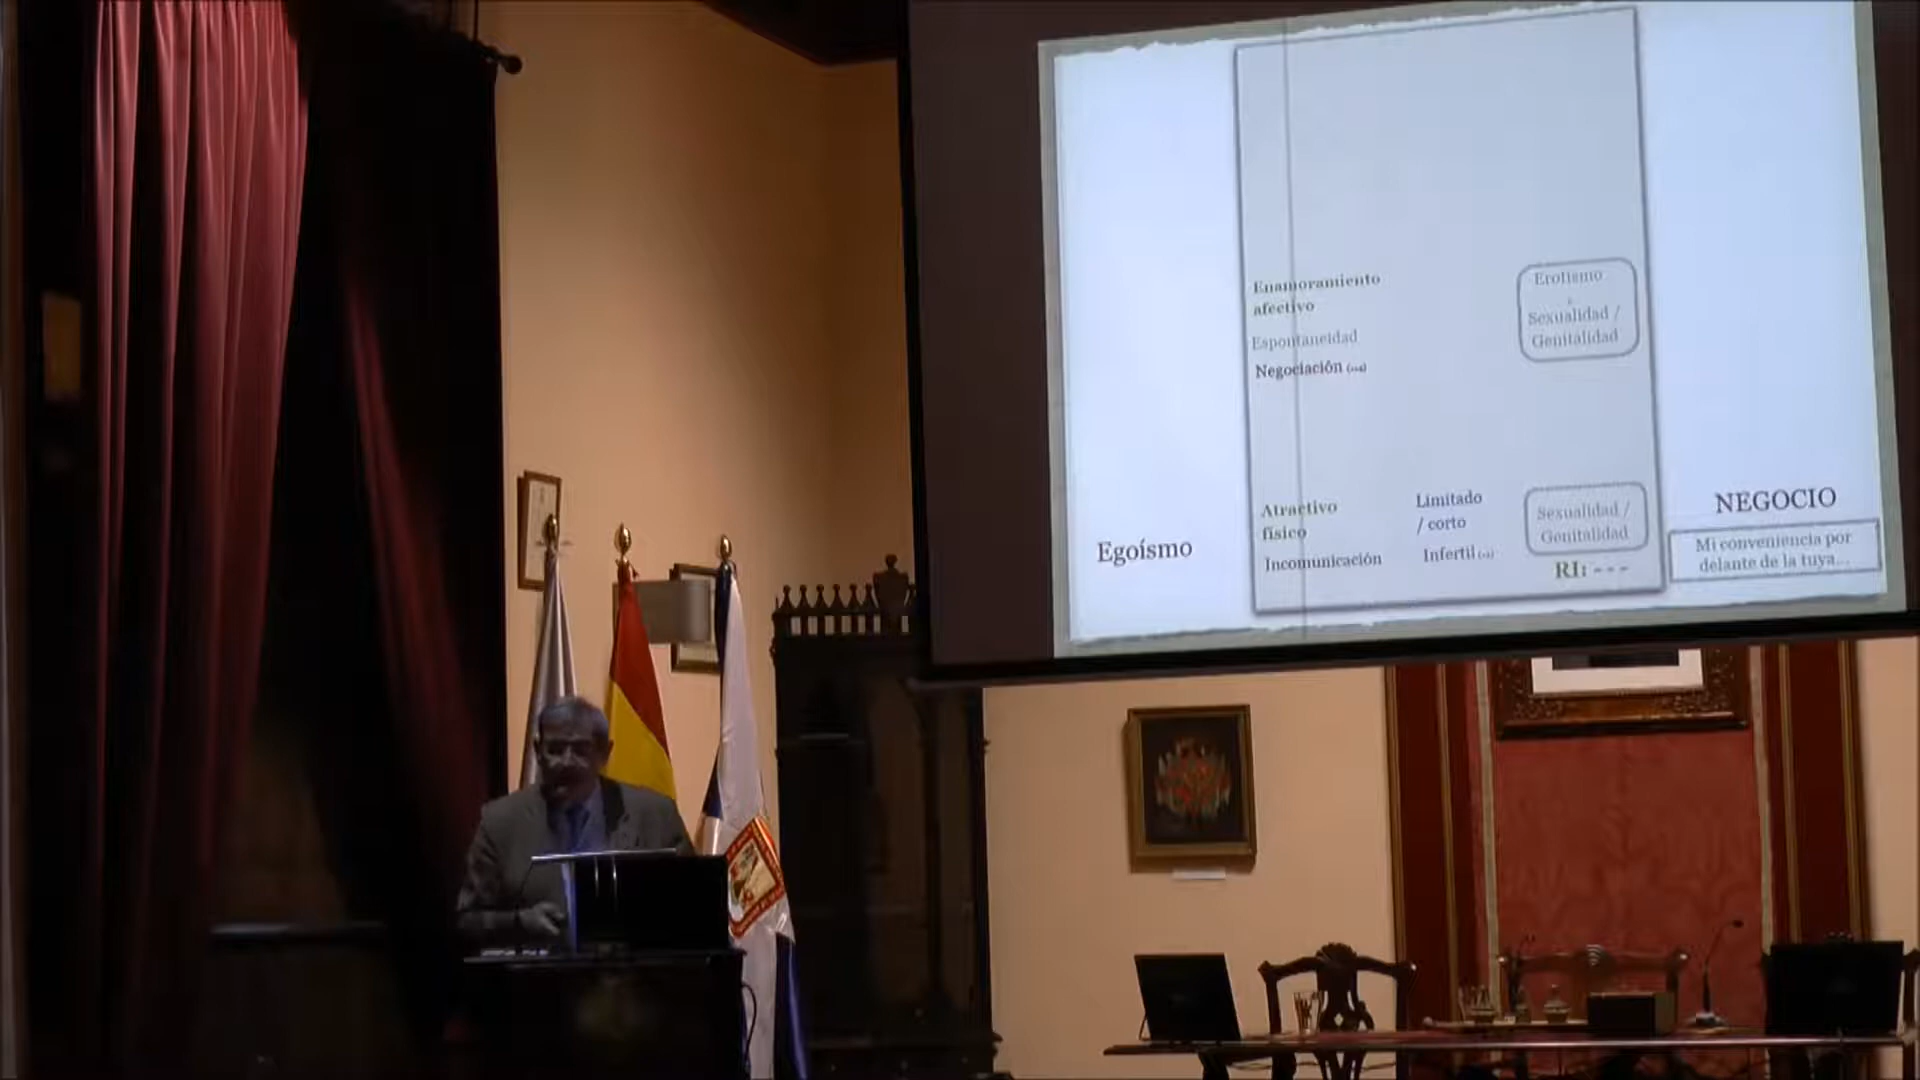 Enamoramiento
afectivo
Espontaneidad
Negociación
Erotismo
Sexualidad /
Genitalidad
Egoísmo
Atractivo
físico
Incomunicación
Limitado
/ corto
Infertil
Sexualidad /
Genitalidad
RI: - - -
NEGOCIO
Mi conveniencia por
delante de la tuya...